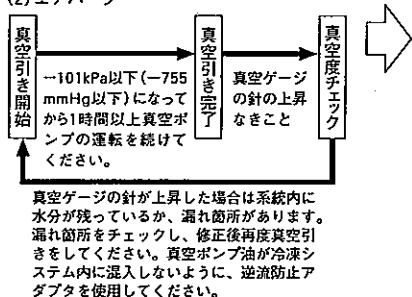 (2)エアパージ
真空引き開始
−101kPa以下(−755
mmHg以下)になって
から1時間以上真空ポ
ンプの運転を続けて
ください。
真空引き完了
真空ゲージ
の針の上昇
なきこと
真空度チェック
真空ゲージの針が上昇した場合は系統内に
水分が残っているか、漏れ箇所があります。
漏れ箇所をチェックし、修正後再度真空引
きをしてください。真空ポンプ油が冷凍シ
ステム内に混入しないように、逆流防止ア
ダプタを使用してください。